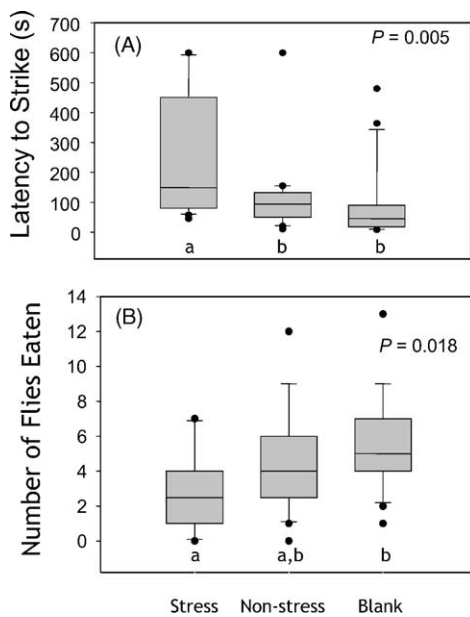 Latency to Strike (s)
700
600
500
400
300
200
100
0
(A)
P = 0.005
a
b
b
Number of Flies Eaten
14
12
10
8
6
4
2
0
(B)
P = 0.018
a
a,b
b
Stress
Non-stress
Blank